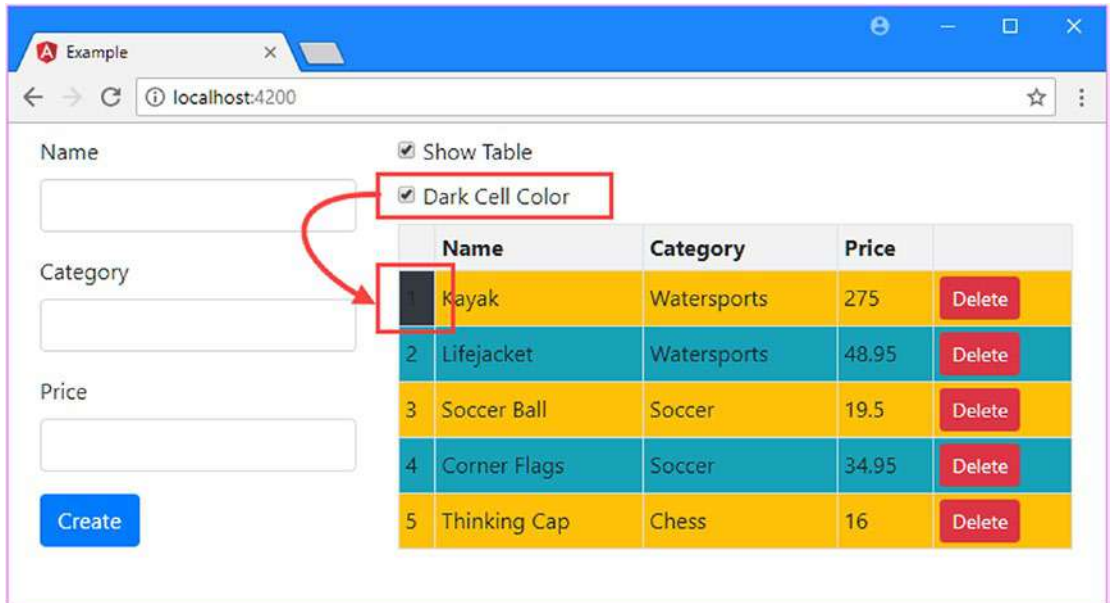 Example
localhost:4200
Name
Category
Price
Create
Show Table
Dark Cell Color
Name Category Price
1 Kayak Watersports 275 Delete
2 Lifejacket Watersports 48.95 Delete
3 Soccer Ball Soccer 19.5 Delete
4 Corner Flags Soccer 34.95 Delete
5 Thinking Cap Chess 16 Delete